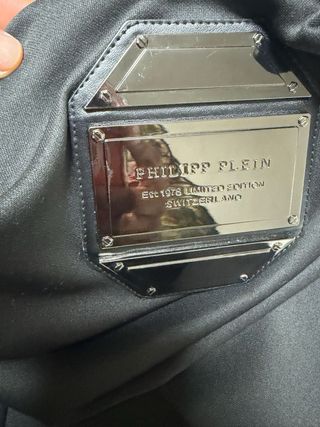 PHILIPP PLEIN
Est 1978 LIMITED EDITION
SWITZERLAND